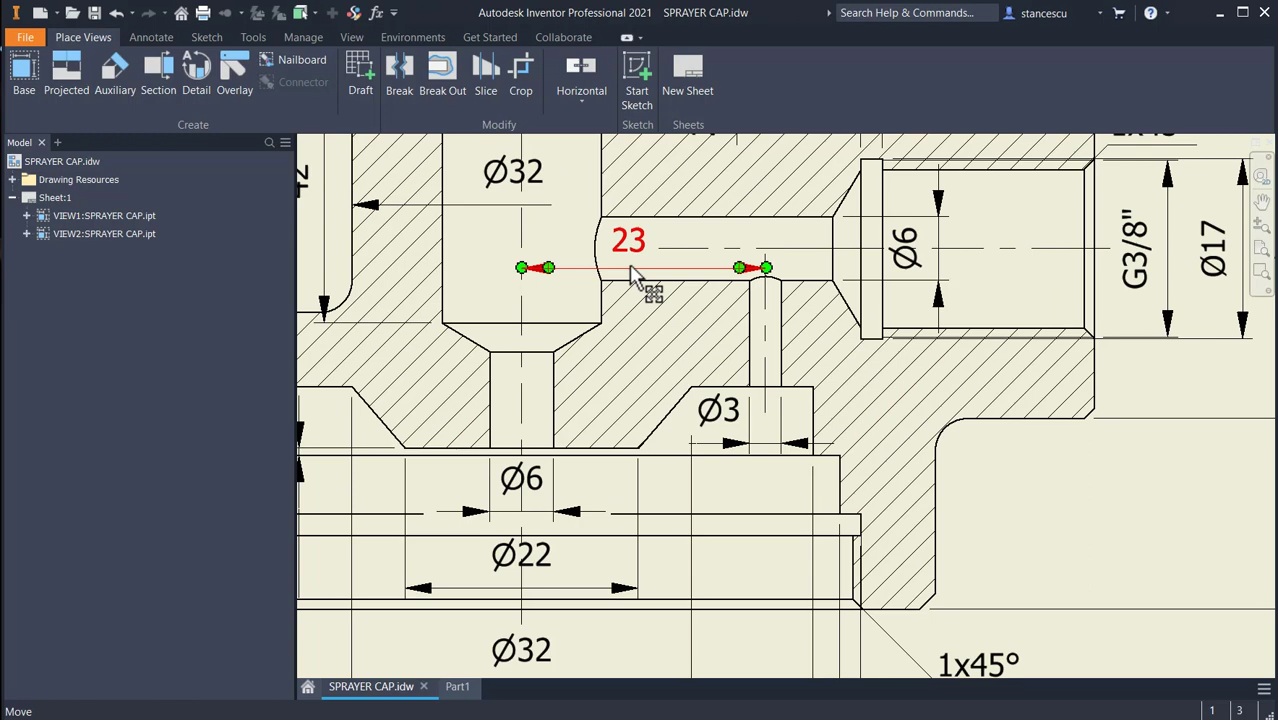 Autodesk Inventor Professional 2021 SPRAYER CAP.idw
Search Help & Commands...
stancescu
File Place Views Annotate Sketch Tools Manage View Environments Get Started Collaborate
Base Projected Auxiliary Section Detail Overlay
Nailboard
Connector
Draft
Break Break Out Slice Crop
Horizontal
Start
Sketch
New Sheet
Create Modify Sketch Sheets
Model
SPRAYER CAP.idw
Drawing Resources
Sheet:1
VIEW1:SPRAYER CAP.ipt
VIEW2:SPRAYER CAP.ipt
42
Ø32
23
Ø6
G3/8"
Ø17
Ø3
Ø6
Ø22
Ø32
1x45°
SPRAYER CAP.idw Part1
Move
1 3